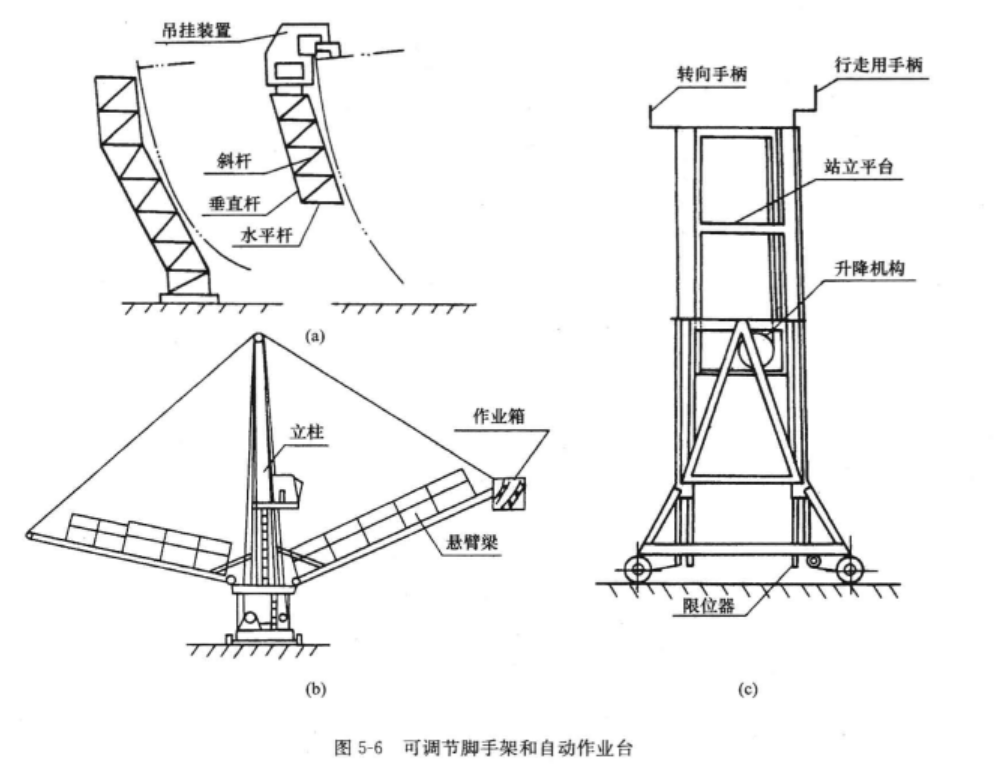 吊挂装置
斜杆
垂直杆
水平杆
(a)
立柱
作业箱
悬臂梁
(b)
转向手柄
行走用手柄
站立平台
升降机构
限位器
(c)
图 5-6 可调节脚手架和自动作业台